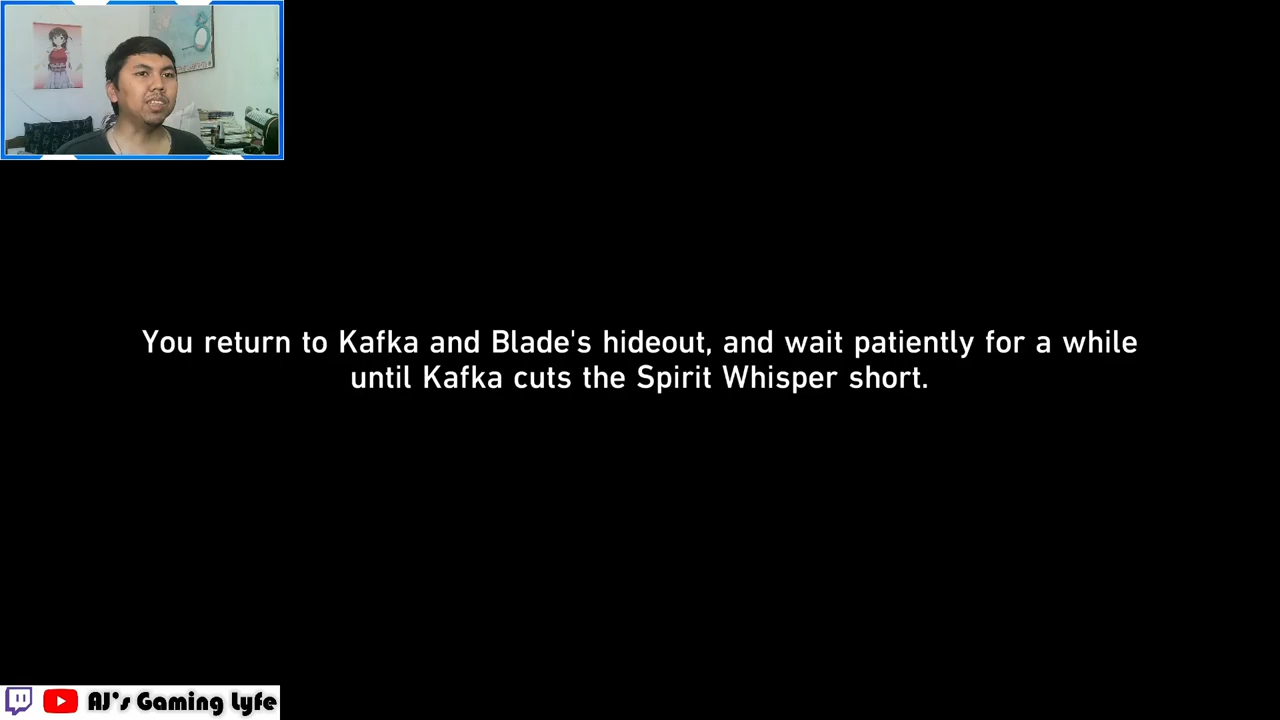 You return to Kafka and Blade's hideout, and wait patiently for a while
until Kafka cuts the Spirit Whisper short.
AJ's Gaming Lyfe